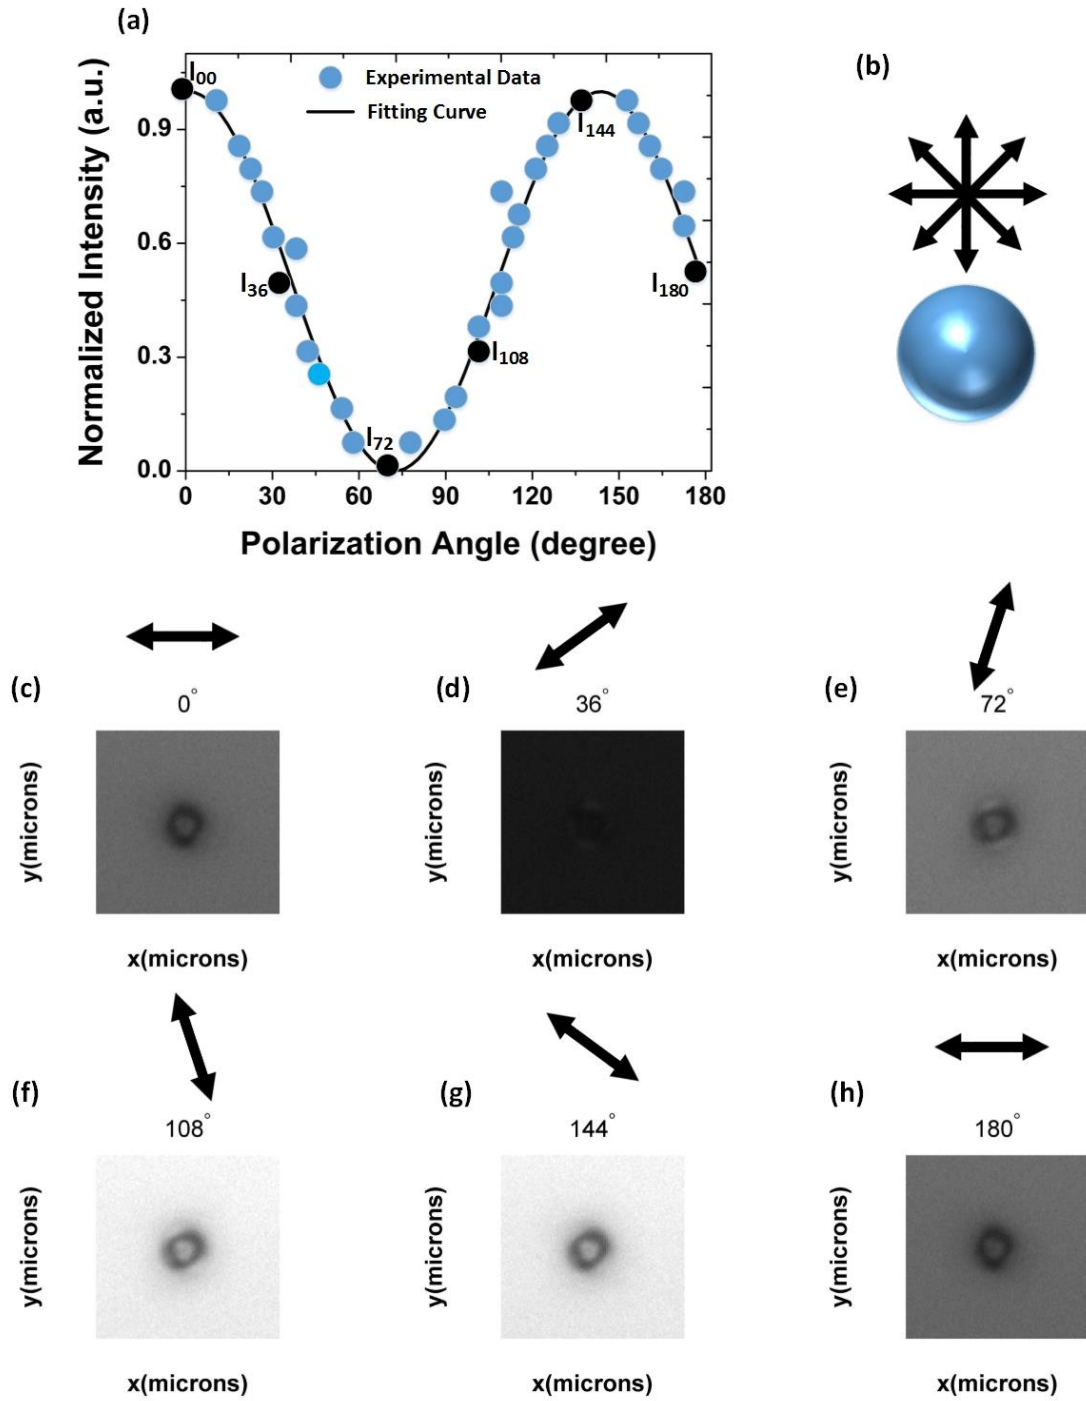 (a)
I00
Experimental Data
Fitting Curve
I144
I36
I180
I108
I72
Normalized Intensity (a.u.)
0.9
0.6
0.3
0.0
0 30 60 90 120 150 180
Polarization Angle (degree)
(b)
(c)
0°
y(microns)
x(microns)
(d)
36°
y(microns)
x(microns)
(e)
72°
y(microns)
x(microns)
(f)
108°
y(microns)
x(microns)
(g)
144°
y(microns)
x(microns)
(h)
180°
y(microns)
x(microns)